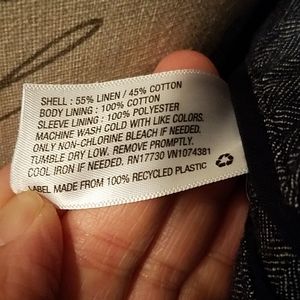 SHELL : 55% LINEN / 45% COTTON
BODY LINING : 100% COTTON
SLEEVE LINING : 100% POLYESTER
MACHINE WASH COLD WITH LIKE COLORS.
ONLY NON-CHLORINE BLEACH IF NEEDED.
TUMBLE DRY LOW. REMOVE PROMPTLY.
COOL IRON IF NEEDED. RN17730 VN1074381
LABEL MADE FROM 100% RECYCLED PLASTIC